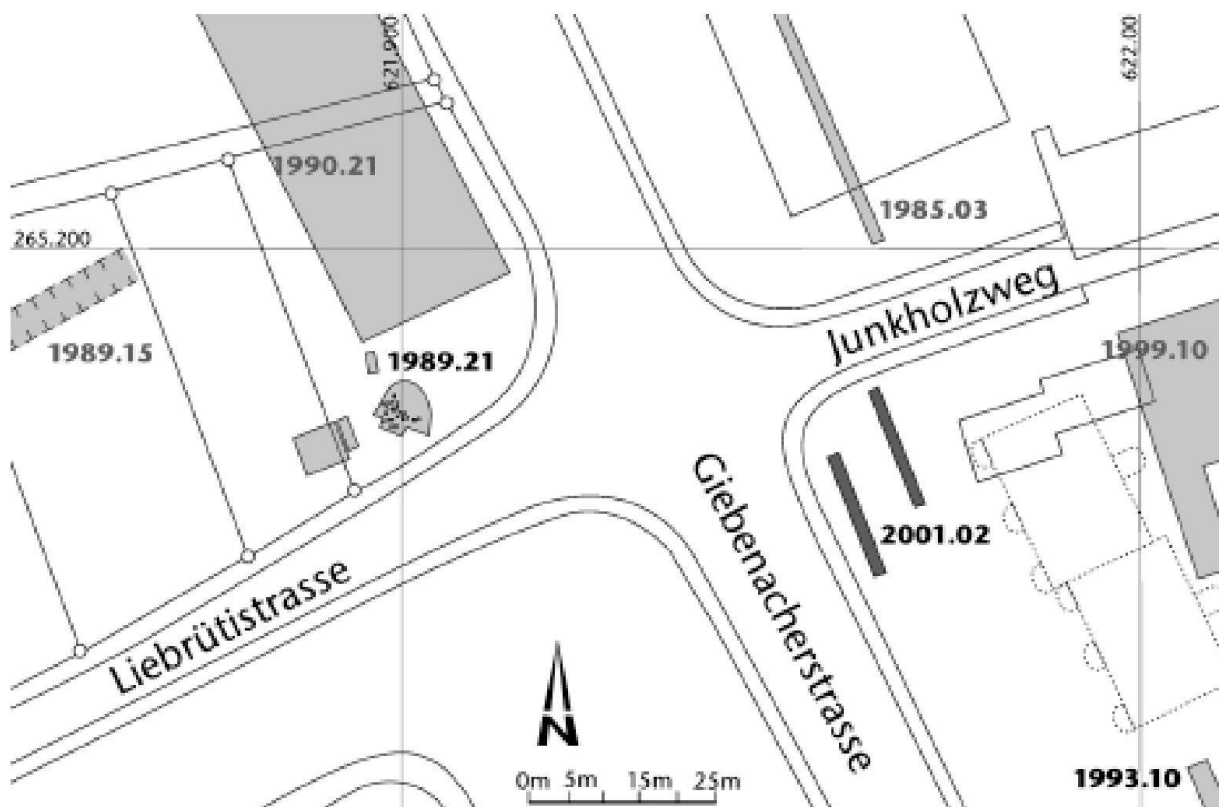 621.900
622.00
1990.21
1985.03
265.200
Junkholzweg
1989.15
1989.21
1999.10
Giebenacherstrasse
2001.02
Liebrütistrasse
N
0m 5m 15m 25m
1993.10